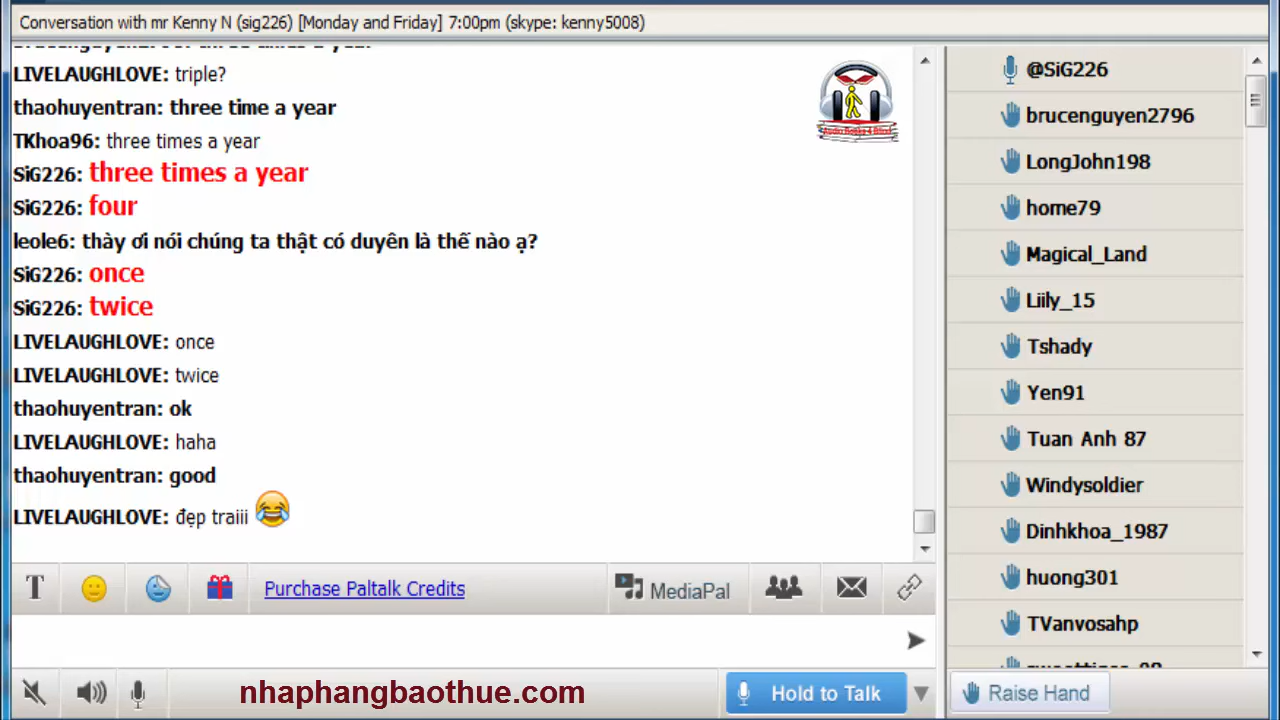 Conversation with mr Kenny N (sig226) [Monday and Friday] 7:00pm (skype: kenny5008)
LIVELAUGHLOVE: triple?
thaohuyentran: three time a year
TKhoa96: three times a year
SiG226: three times a year
SiG226: four
leole6: thày ơi nói chúng ta thật có duyên là thế nào ạ?
SiG226: once
SiG226: twice
LIVELAUGHLOVE: once
LIVELAUGHLOVE: twice
thaohuyentran: ok
LIVELAUGHLOVE: haha
thaohuyentran: good
LIVELAUGHLOVE: đẹp traiii
T
Purchase Paltalk Credits
MediaPal
nhaphangbaothue.com
Hold to Talk
@SiG226
brucenguyen2796
LongJohn198
home79
Magical_Land
Liily_15
Tshady
Yen91
Tuan Anh 87
Windysoldier
Dinhkhoa_1987
huong301
TVanvosahp
Raise Hand